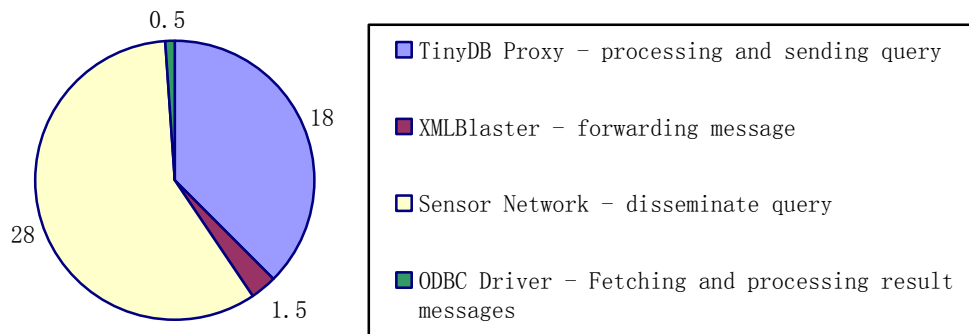 0.5
18
28
1.5
TinyDB Proxy - processing and sending query
XMLBlaster - forwarding message
Sensor Network - disseminate query
ODBC Driver - Fetching and processing result
messages